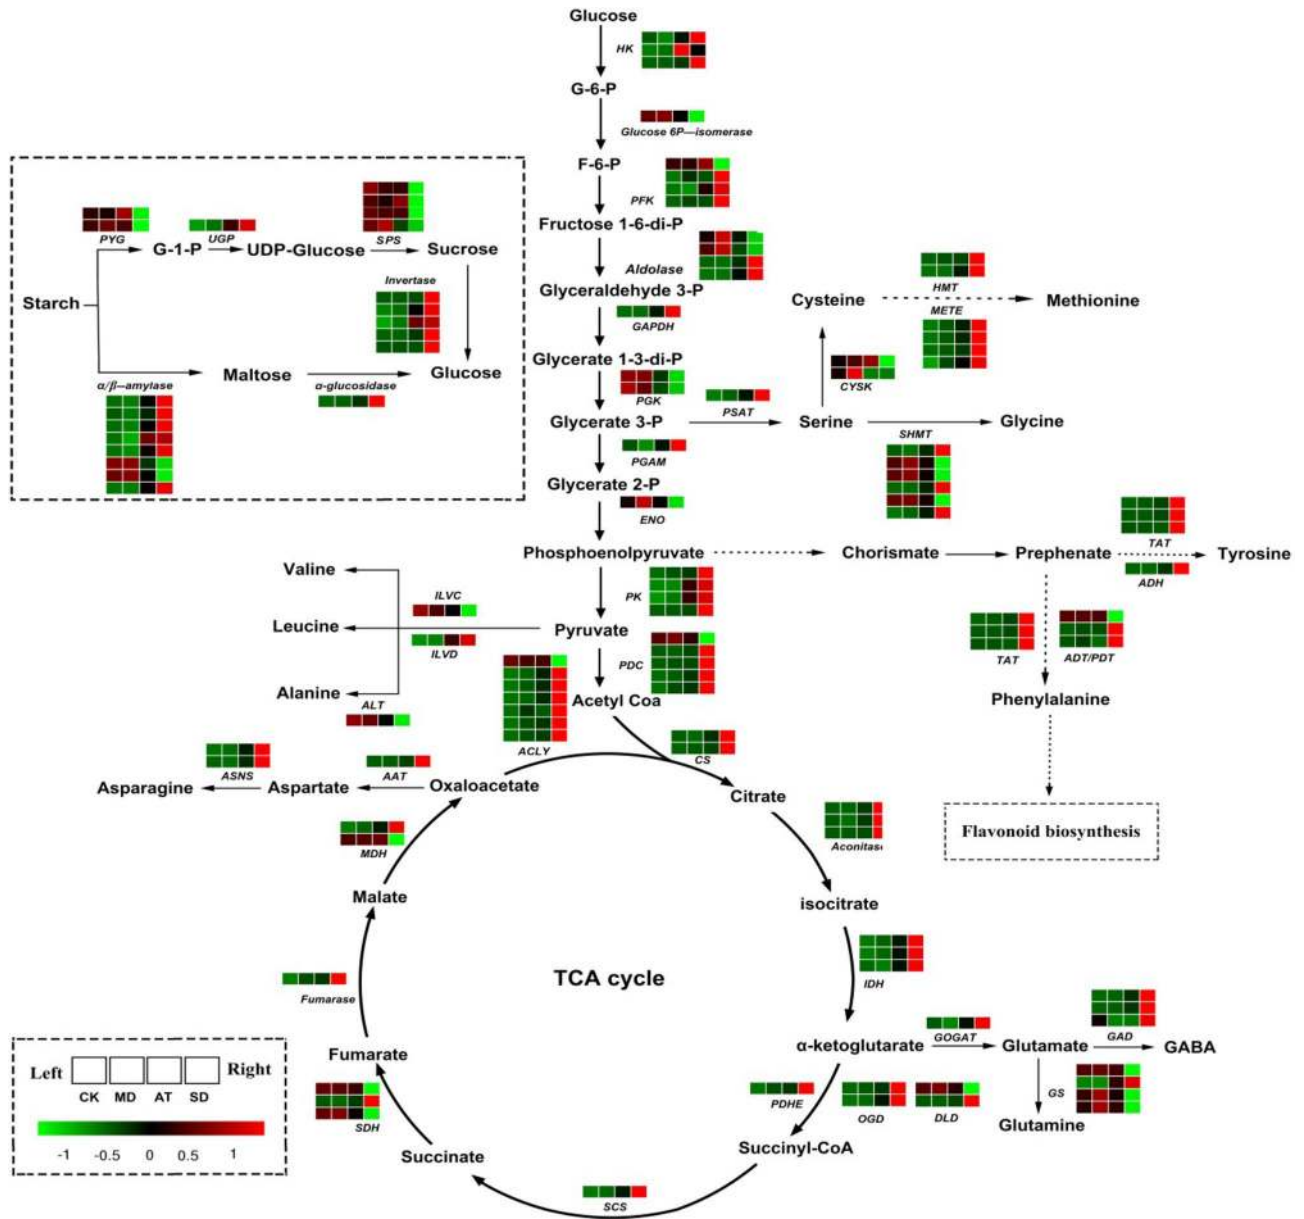 Glucose
HK
G-6-P
Glucose 6P—isomerase
F-6-P
PFK
Fructose 1-6-di-P
Aldolase
Glyceraldehyde 3-P
GAPDH
Glycerate 1-3-di-P
PGK
Glycerate 3-P
PSAT
Serine
SHMT
Glycine
CYSK
Cysteine
HMT
METE
Methionine
PGAM
Glycerate 2-P
ENO
Phosphoenolpyruvate
Chorismate
Prephenate
TAT
ADH
Tyrosine
TAT
ADT/PDT
Phenylalanine
Flavonoid biosynthesis
PYG
G-1-P
UGP
UDP-Glucose
SPS
Sucrose
Invertase
Starch
α/β—amylase
Maltose
α-glucosidase
Glucose
PK
Pyruvate
PDC
Acetyl Coa
Valine
ILVC
Leucine
ILVD
Alanine
ALT
ACLY
CS
Asparagine
ASNS
Aspartate
AAT
Oxaloacetate
Citrate
MDH
Aconitase
Malate
isocitrate
TCA cycle
IDH
Fumarase
Fumarate
α-ketoglutarate
GOGAT
Glutamate
GAD
GABA
GS
Glutamine
PDHE
OGD
DLD
SDH
Succinate
Succinyl-CoA
SCS
Left
Right
CK MD AT SD
-1 -0.5 0 0.5 1